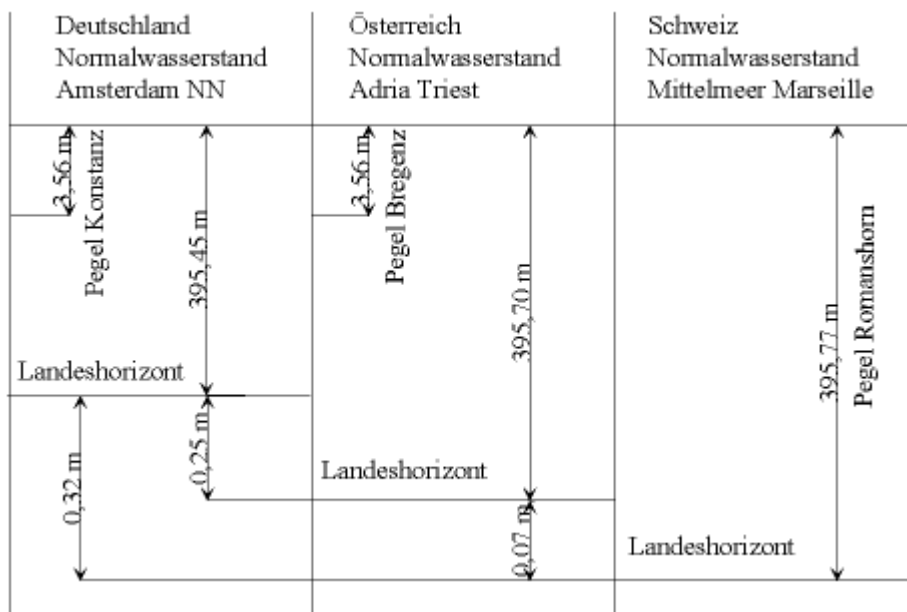 Deutschland
Normalwasserstand
Amsterdam NN
Österreich
Normalwasserstand
Adria Triest
Schweiz
Normalwasserstand
Mittelmeer Marseille
3,56 m
Pegel Konstanz
395,45 m
3,56 m
Pegel Bregenz
395,70 m
395,77 m
Pegel Romanshorn
Landeshorizont
0,32 m
0,25 m
Landeshorizont
0,07 m
Landeshorizont